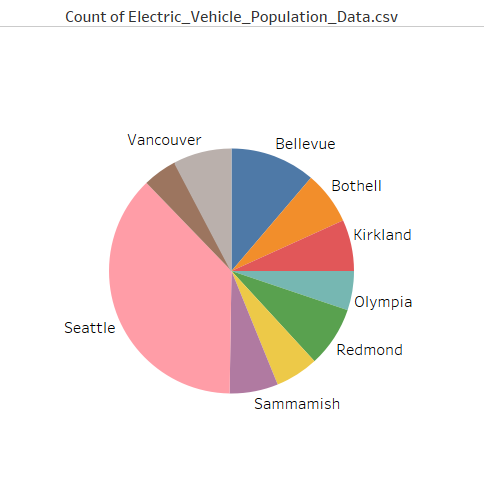 Count of Electric_Vehicle_Population_Data.csv
Vancouver
Bellevue
Bothell
Kirkland
Olympia
Redmond
Sammamish
Seattle